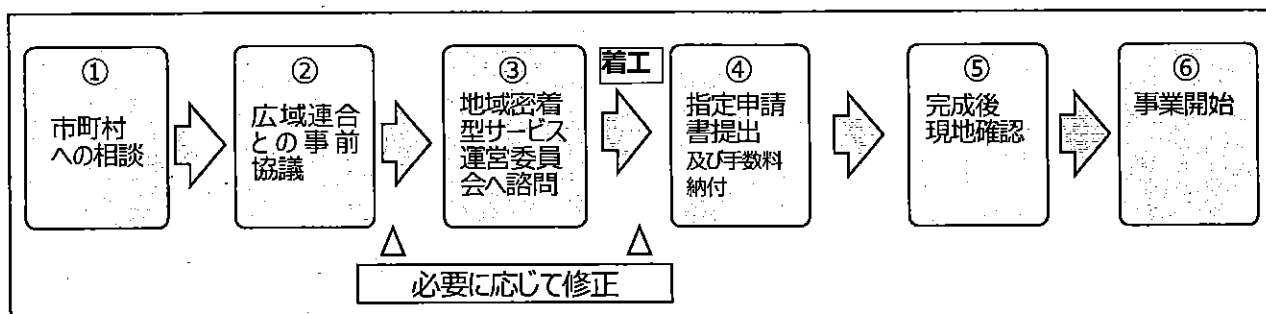 ①
市町村
への相談
②
広域連合
との事前
協議
③
地域密着
型サービス
運営委員
会へ諮問
着工
④
指定申請
書提出
及び手数料
納付
⑤
完成後
現地確認
⑥
事業開始
必要に応じて修正